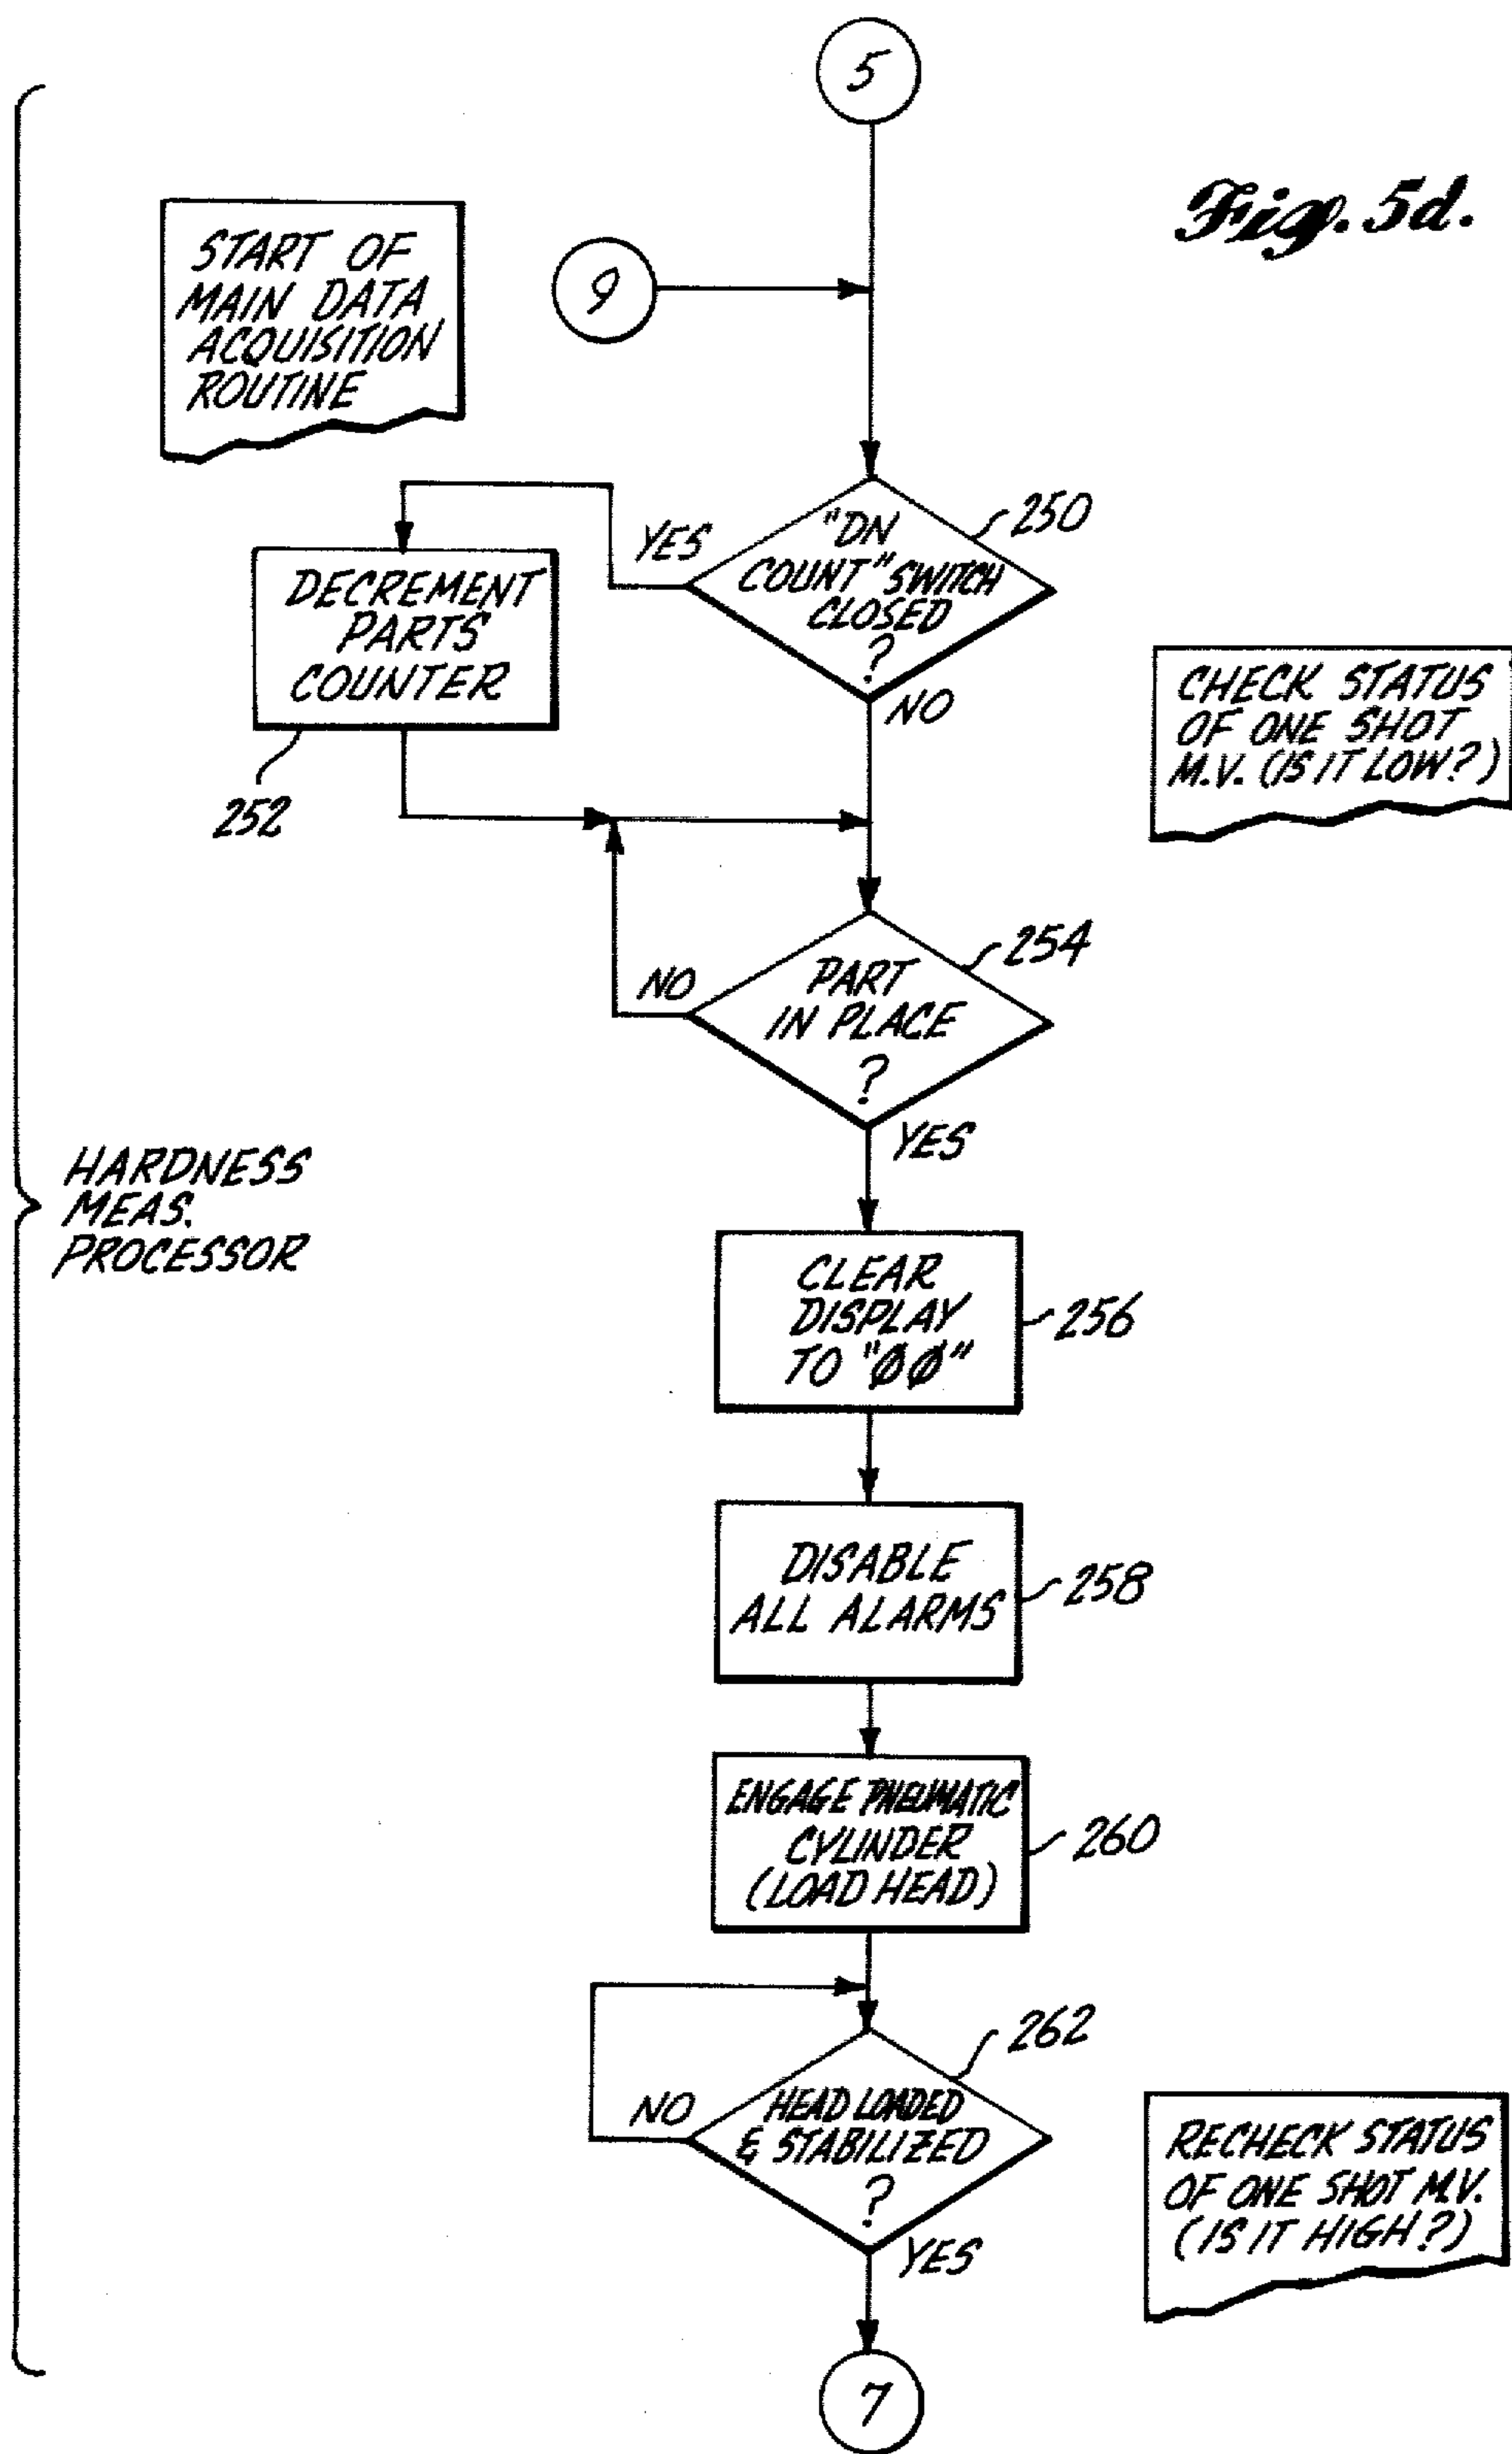 5
Fig. 5d.
START OF
MAIN DATA
ACQUISITION
ROUTINE
9
"DN
COUNT" SWITCH
CLOSED
?
250
YES
NO
DECREMENT
PARTS
COUNTER
252
CHECK STATUS
OF ONE SHOT
M.V. (IS IT LOW?)
PART
IN PLACE
?
254
NO
YES
HARDNESS
MEAS.
PROCESSOR
CLEAR
DISPLAY
TO "ØØ"
256
DISABLE
ALL ALARMS
258
ENGAGE PNEUMATIC
CYLINDER
(LOAD HEAD)
260
HEAD LOADED
& STABILIZED
?
262
NO
YES
RECHECK STATUS
OF ONE SHOT M.V.
(IS IT HIGH?)
7